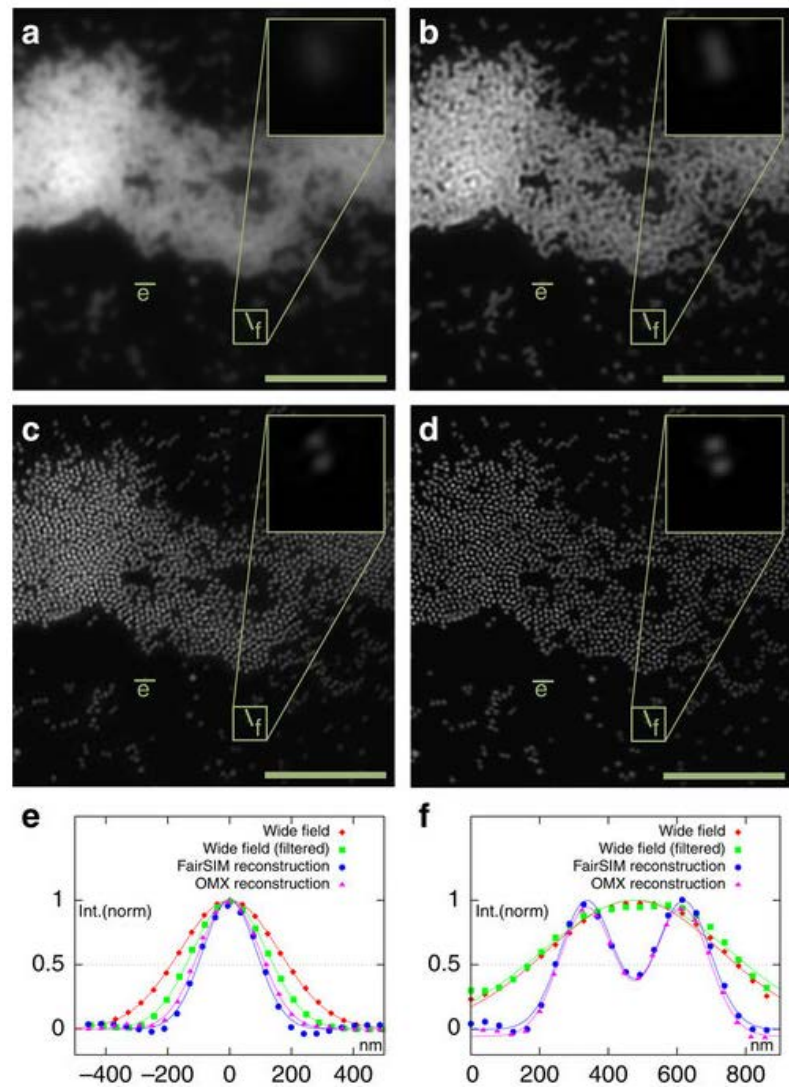 a
b
e
f
e
f
c
d
e
f
e
f
e
f
Wide field
Wide field (filtered)
FairSIM reconstruction
OMX reconstruction
Wide field
Wide field (filtered)
FairSIM reconstruction
OMX reconstruction
1
Int.(norm)
0.5
0
nm
1
Int.(norm)
0.5
0
nm
−400 −200 0 200 400
0 200 400 600 800